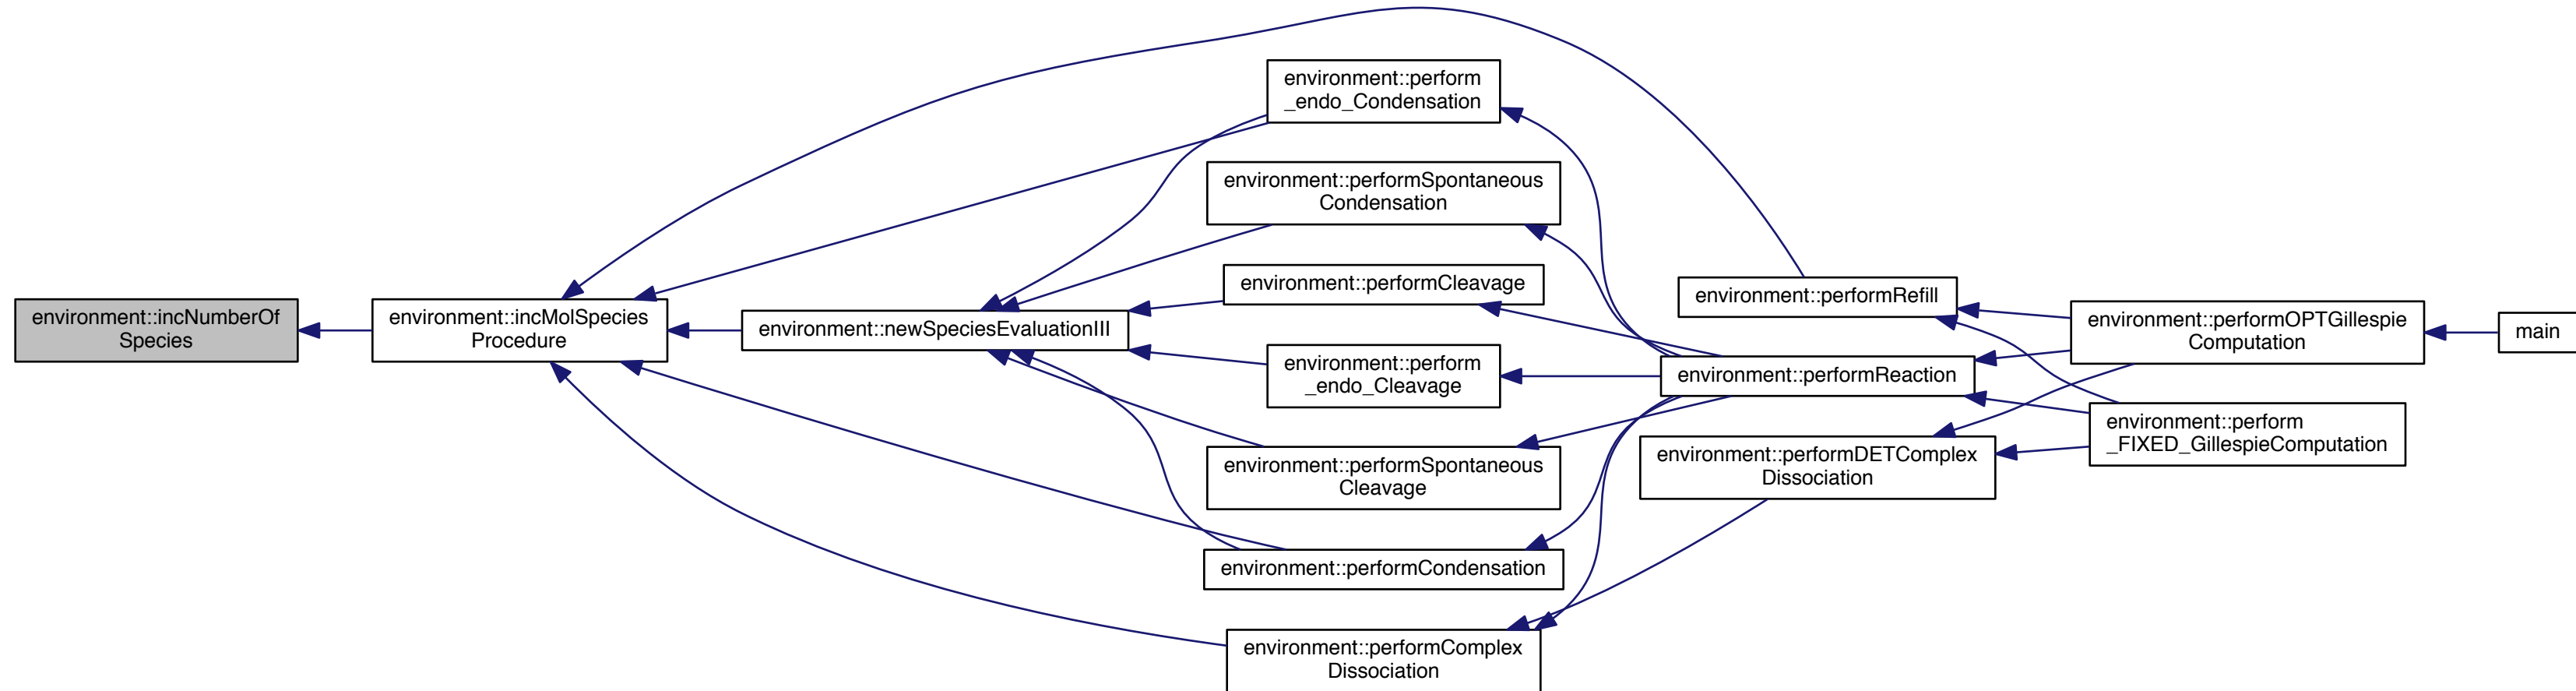 environment::incNumberOf
Species
environment::incMolSpecies
Procedure
environment::newSpeciesEvaluationIII
environment::perform
_endo_Condensation
environment::performSpontaneous
Condensation
environment::performCleavage
environment::perform
_endo_Cleavage
environment::performSpontaneous
Cleavage
environment::performCondensation
environment::performComplex
Dissociation
environment::performRefill
environment::performReaction
environment::performDETComplex
Dissociation
environment::performOPTGillespie
Computation
environment::perform
_FIXED_GillespieComputation
main